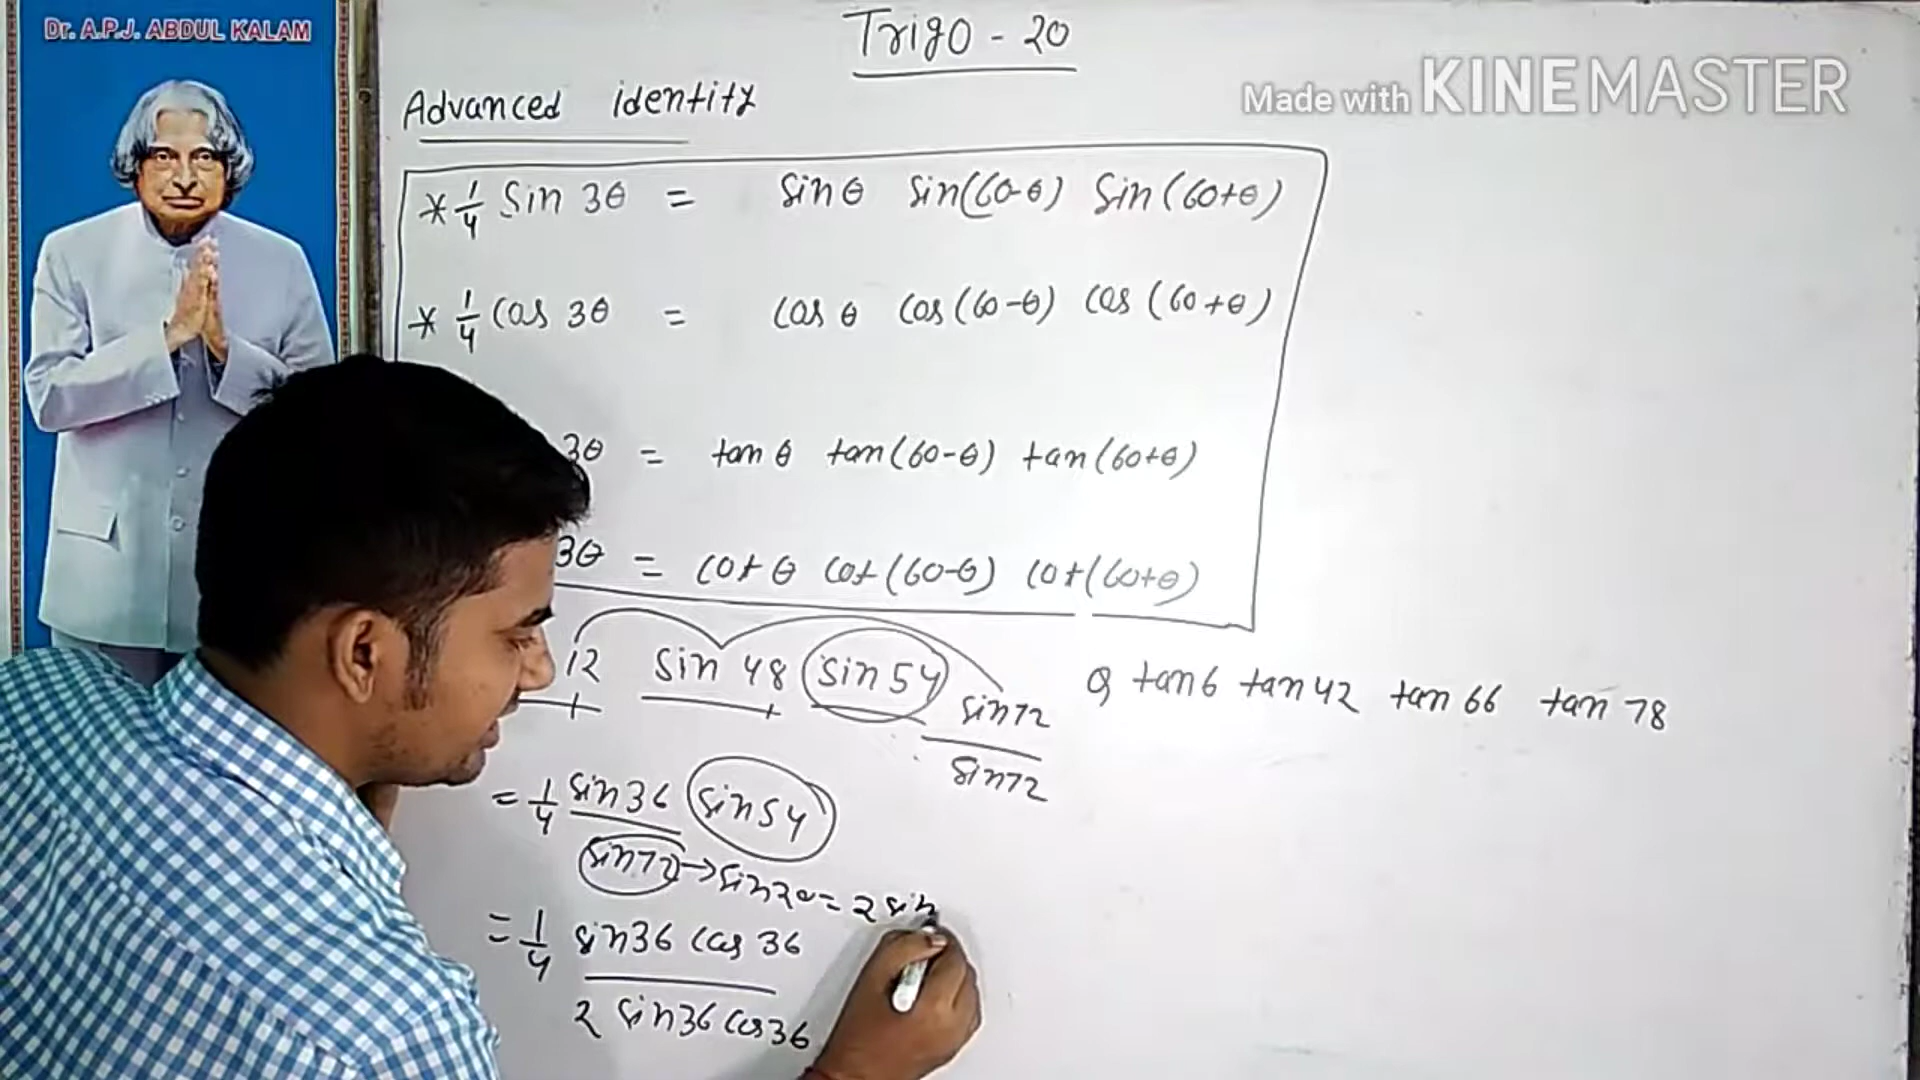 Dr. A.P.J. ABDUL KALAM
Trigo - 20
Made with KINEMASTER
Advanced identity
* 1/4 Sin 3θ = Sin θ Sin(60-θ) Sin(60+θ)
* 1/4 Cos 3θ = Cos θ Cos(60-θ) Cos(60+θ)
3θ = tan θ tan(60-θ) tan(60+θ)
3θ = Cot θ Cot(60-θ) Cot(60+θ)
12 Sin 48 Sin 54 Sin72/Sin72
Q tan6 tan42 tan 66 tan 78
= 1/4 Sin36 Sin54 / Sin72 → Sin2θ = 2 Sin
= 1/4 Sin36 Cos 36 / 2 Sin36 Cos36